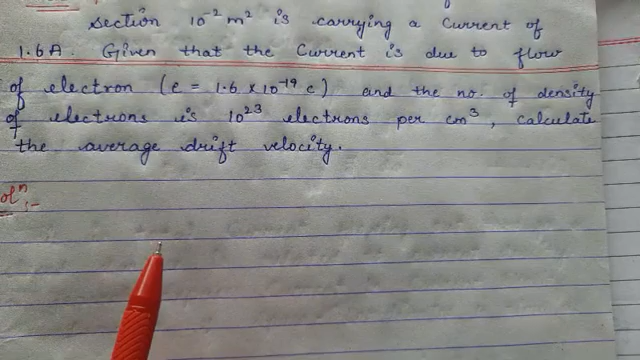 section 10⁻² m² is carrying a current of
1.6A. Given that the current is due to flow
of electron (e = 1.6 × 10⁻¹⁹ c) and the no. of density
of electrons is 10²³ electrons per cm³, calculate
the average drift velocity.
olⁿ:-